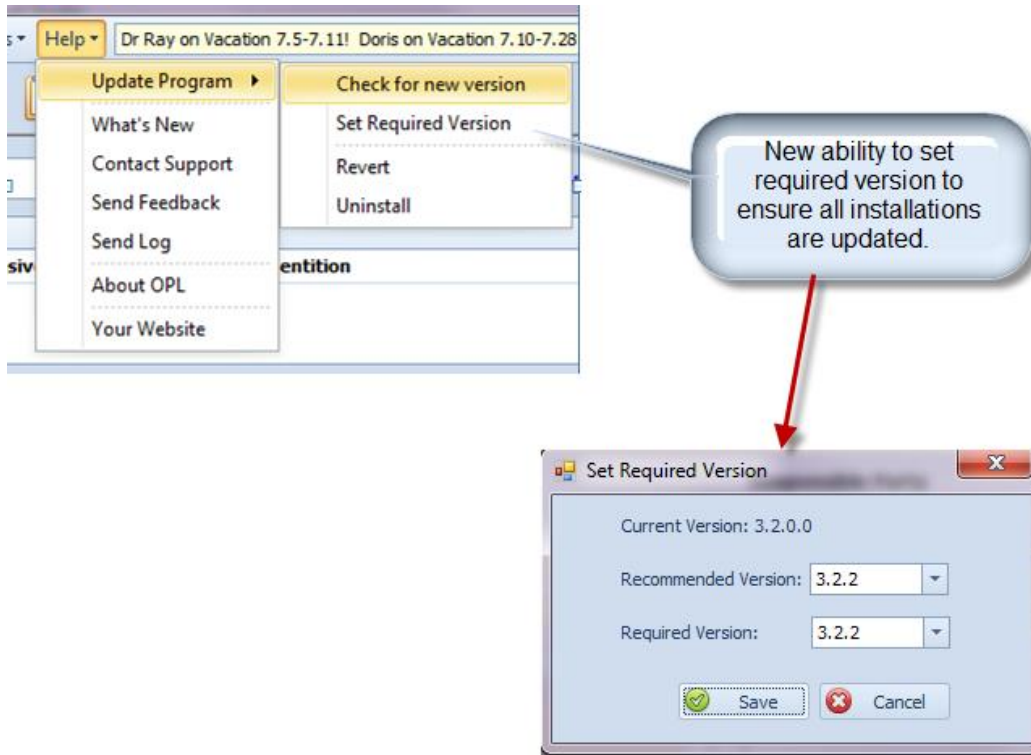 s Help Dr Ray on Vacation 7.5-7.11! Doris on Vacation 7.10-7.28
Update Program
Check for new version
What's New
Set Required Version
Contact Support
Revert
Send Feedback
Uninstall
Send Log
siv
entition
About OPL
Your Website
New ability to set
required version to
ensure all installations
are updated.
Set Required Version
Current Version: 3.2.0.0
Recommended Version: 3.2.2
Required Version: 3.2.2
Save Cancel